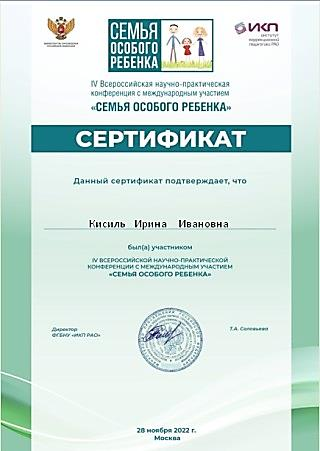 СЕМЬЯ
ОСОБОГО
РЕБЕНКА
ИКП
ИНСТИТУТ
КОРРЕКЦИОННОЙ
ПЕДАГОГИКИ РАО
IV Всероссийская научно-практическая
конференция с международным участием
«СЕМЬЯ ОСОБОГО РЕБЕНКА»
СЕРТИФИКАТ
Данный сертификат подтверждает, что
Кисиль Ирина Ивановна
был(а) участником
IV ВСЕРОССИЙСКОЙ НАУЧНО-ПРАКТИЧЕСКОЙ
КОНФЕРЕНЦИИ С МЕЖДУНАРОДНЫМ УЧАСТИЕМ
«СЕМЬЯ ОСОБОГО РЕБЕНКА»
Директор
ФГБНУ «ИКП РАО»
Т.А. Соловьева
28 ноября 2022 г.
Москва